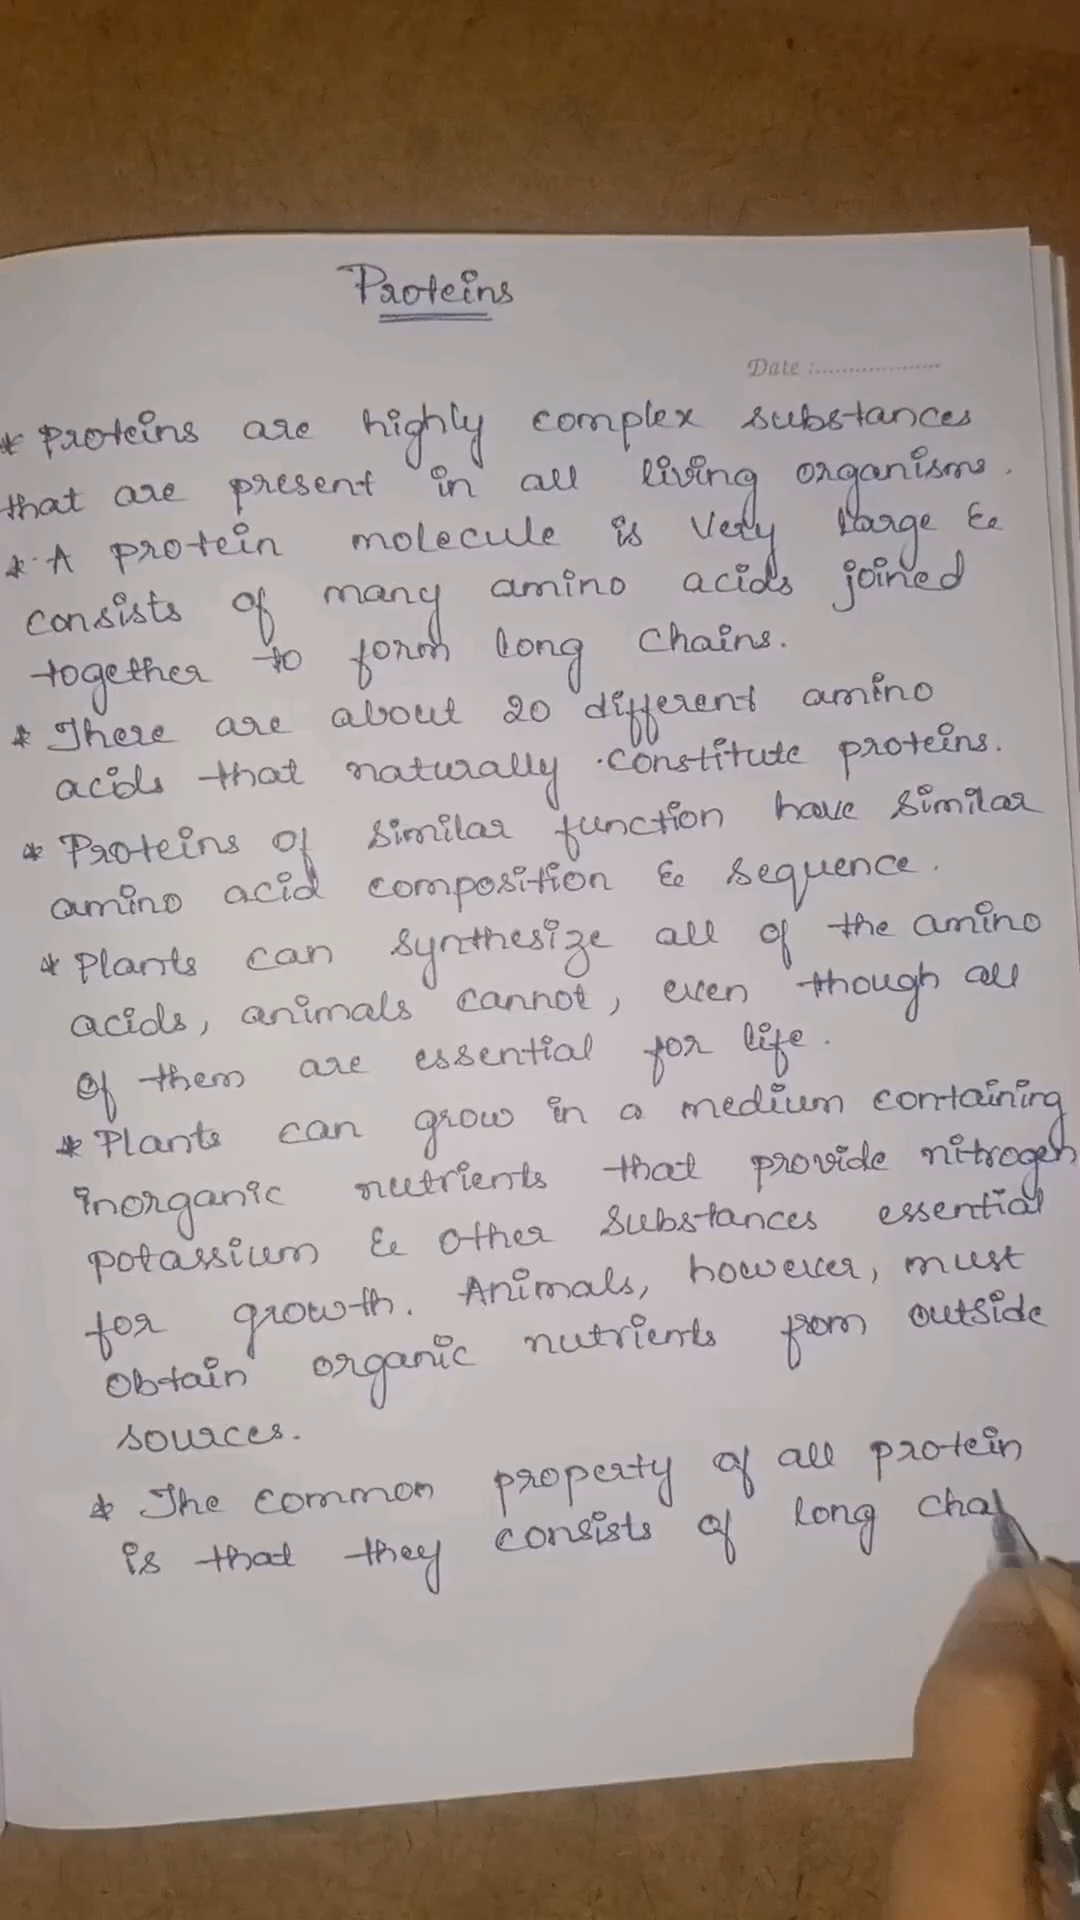 Proteins
Date :....................
* Proteins are highly complex substances
that are present in all living organisms.
* A protein molecule is very large &
consists of many amino acids joined
together to form long chains.
* There are about 20 different amino
acids that naturally constitute proteins.
* Proteins of similar function have similar
amino acid composition & sequence.
* Plants can synthesize all of the amino
acids, animals cannot, even though all
of them are essential for life.
* Plants can grow in a medium containing
inorganic nutrients that provide nitrogen
potassium & other substances essential
for growth. Animals, however, must
obtain organic nutrients from outside
sources.
* The common property of all protein
is that they consists of long cha